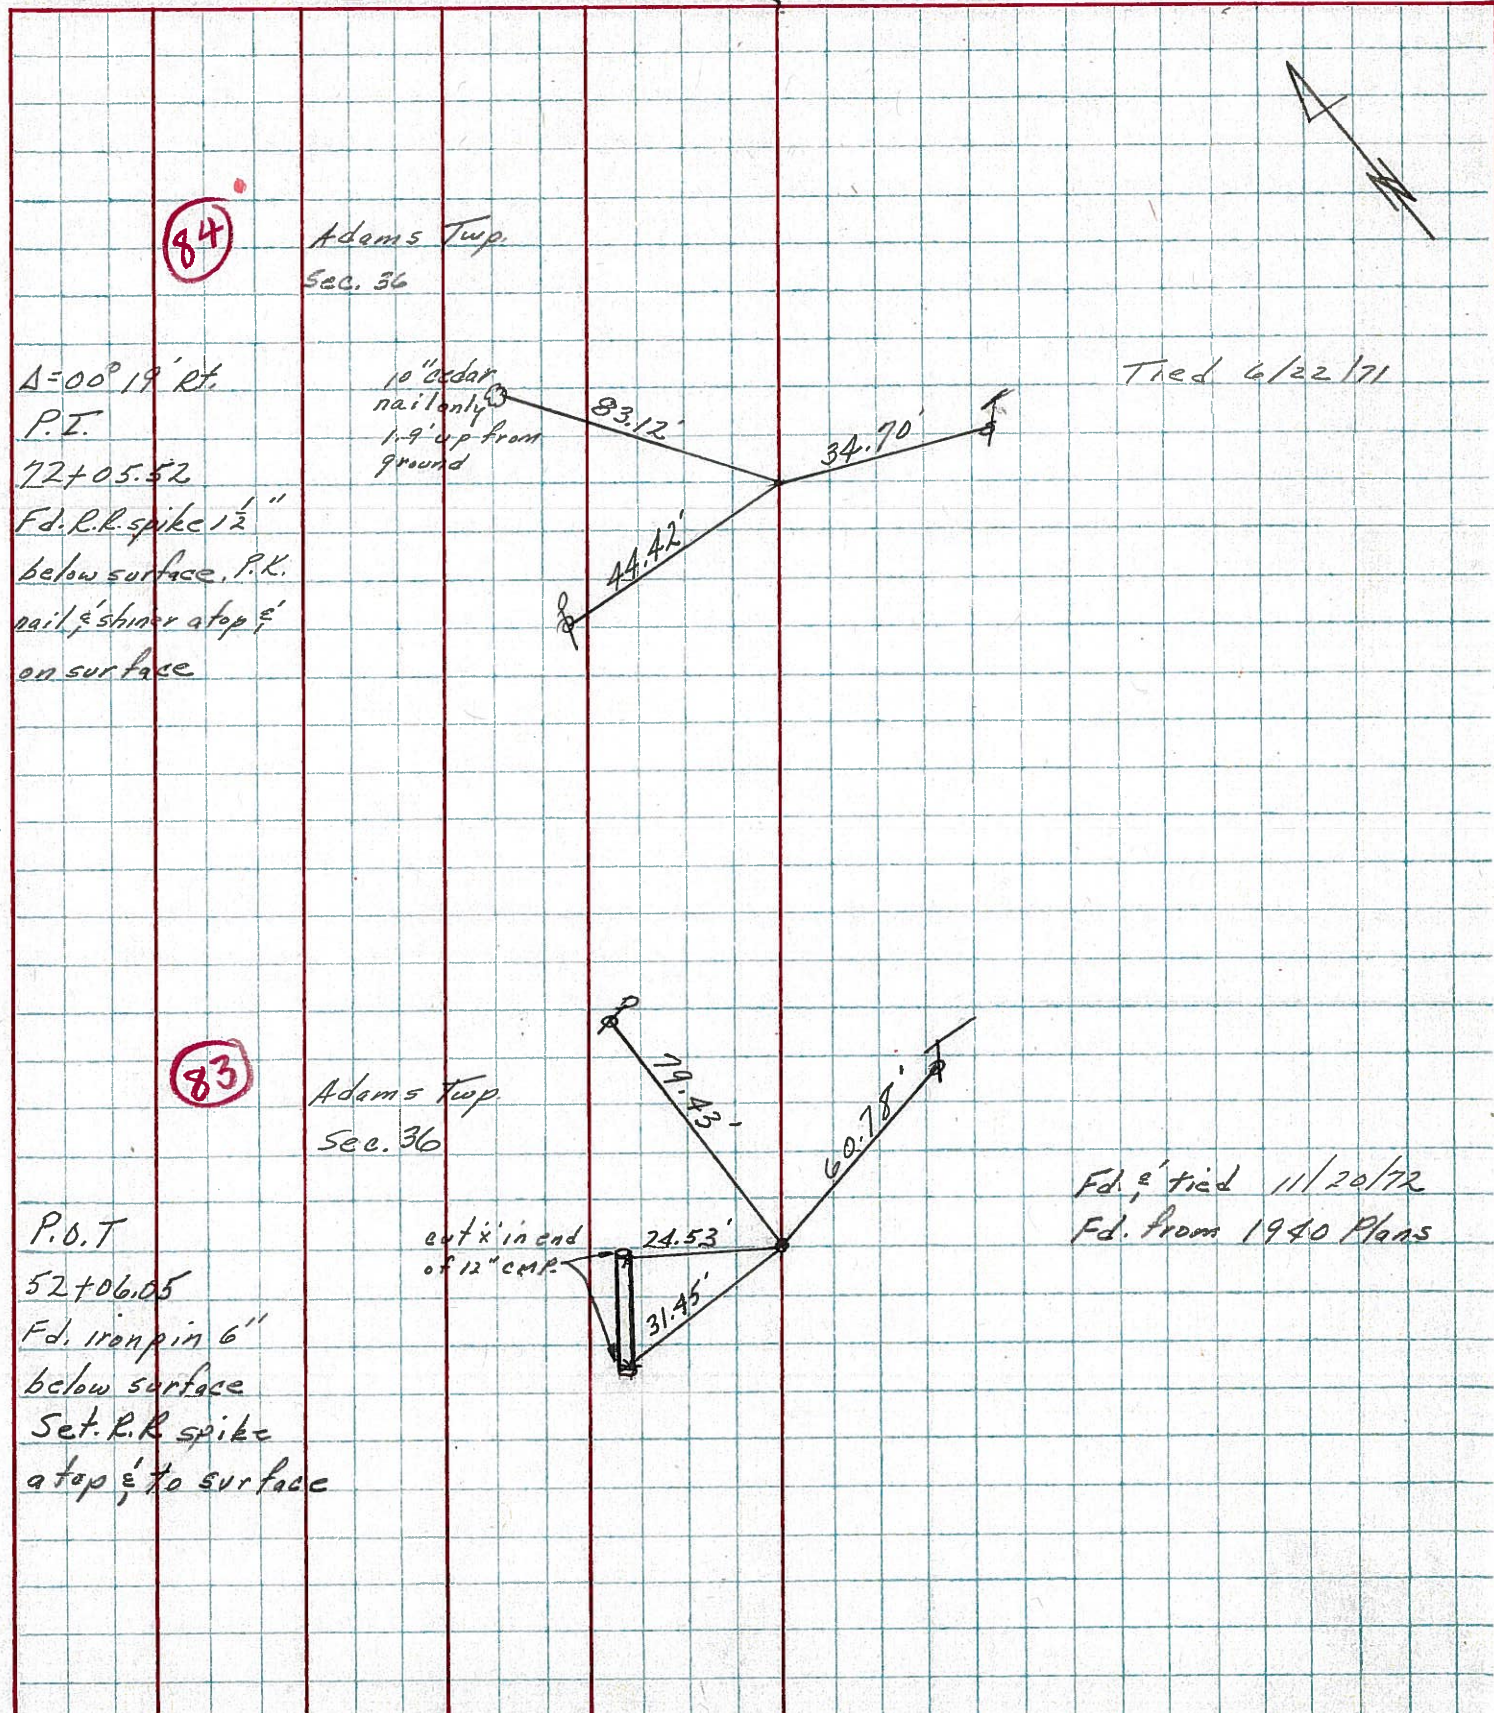 84
Adams Twp.
Sec. 36
Δ=00° 19' Rt.
P.I.
72+05.52
Fd. R.R. spike 1½"
below surface. P.K.
nail & shiner atop &
on surface
10" cedar
nail only
1.9' up from
ground
83.12'
34.70'
44.42'
Tied 6/22/71
N
83
Adams Twp.
Sec. 36
P.O.T
52+06.05
Fd. iron pin 6"
below surface
Set. R.R spike
atop & to surface
79.43'
60.78'
cut 'x' in end
of 12" CMP.
24.53'
31.45'
Fd. & tied 11/20/72
Fd. from 1940 Plans